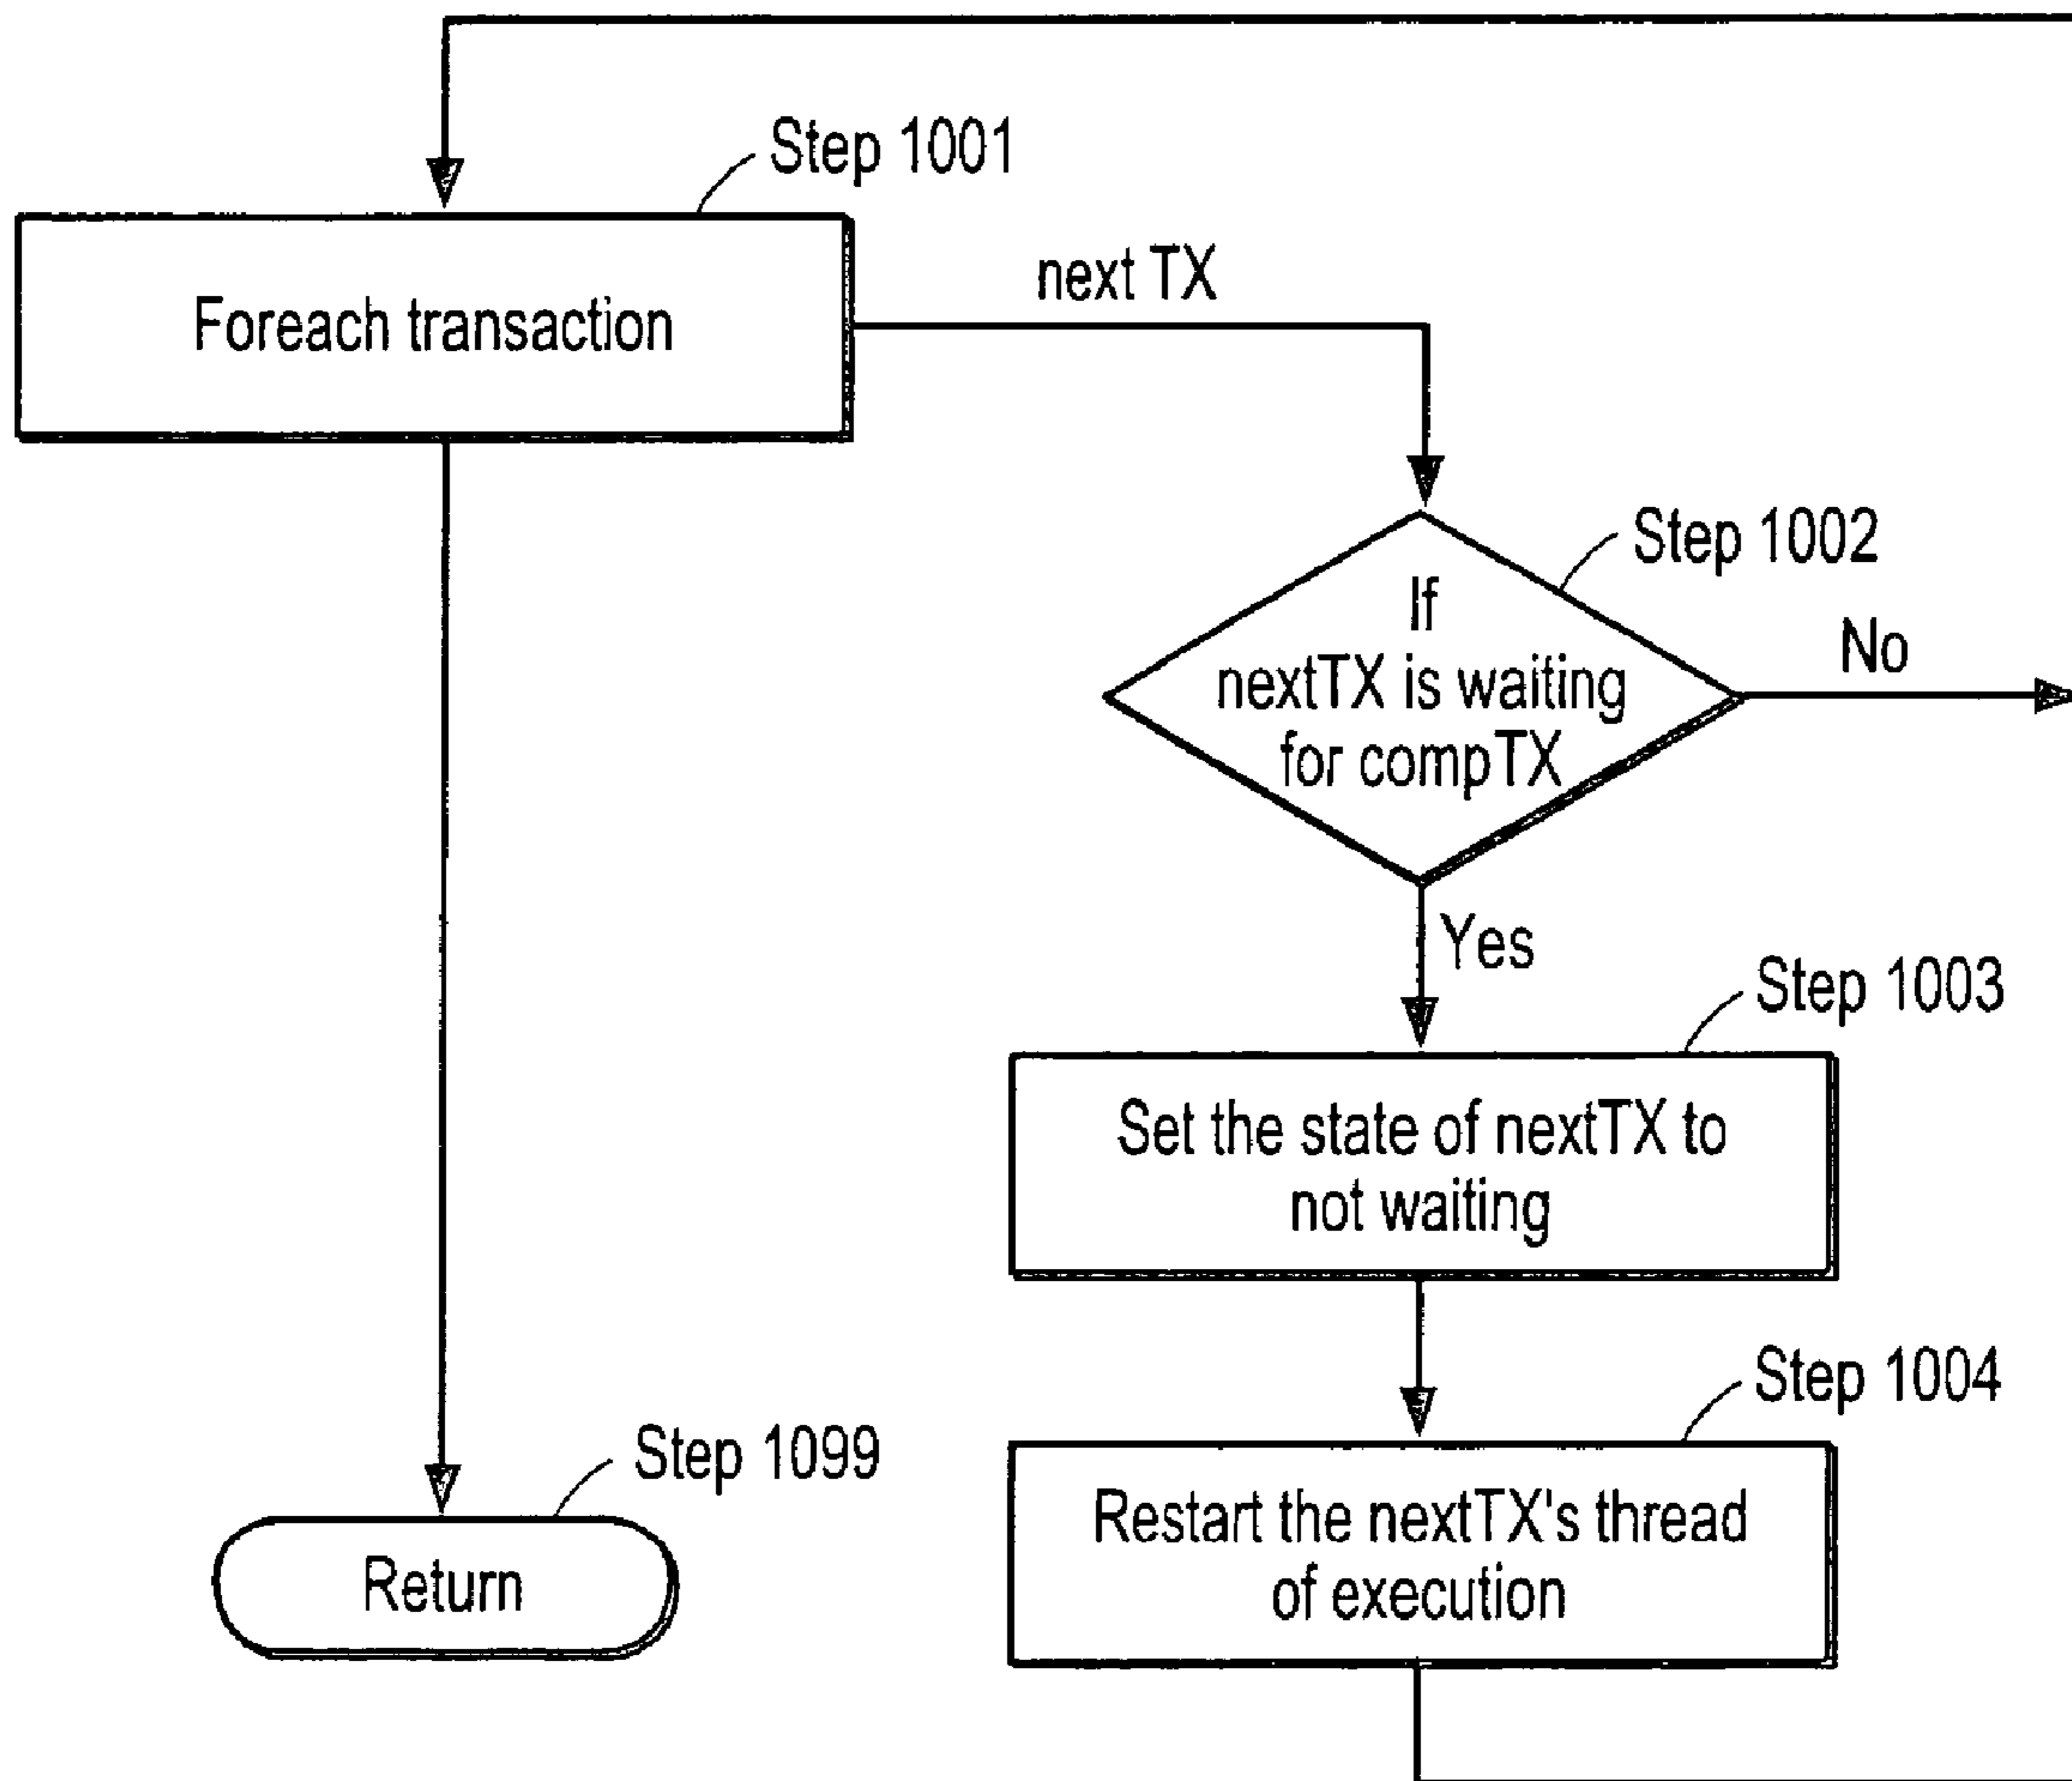 Step 1001
Foreach transaction
next TX
Step 1002
If
nextTX is waiting
for compTX
No
Yes
Step 1003
Set the state of nextTX to
not waiting
Step 1004
Restart the nextTX's thread
of execution
Step 1099
Return